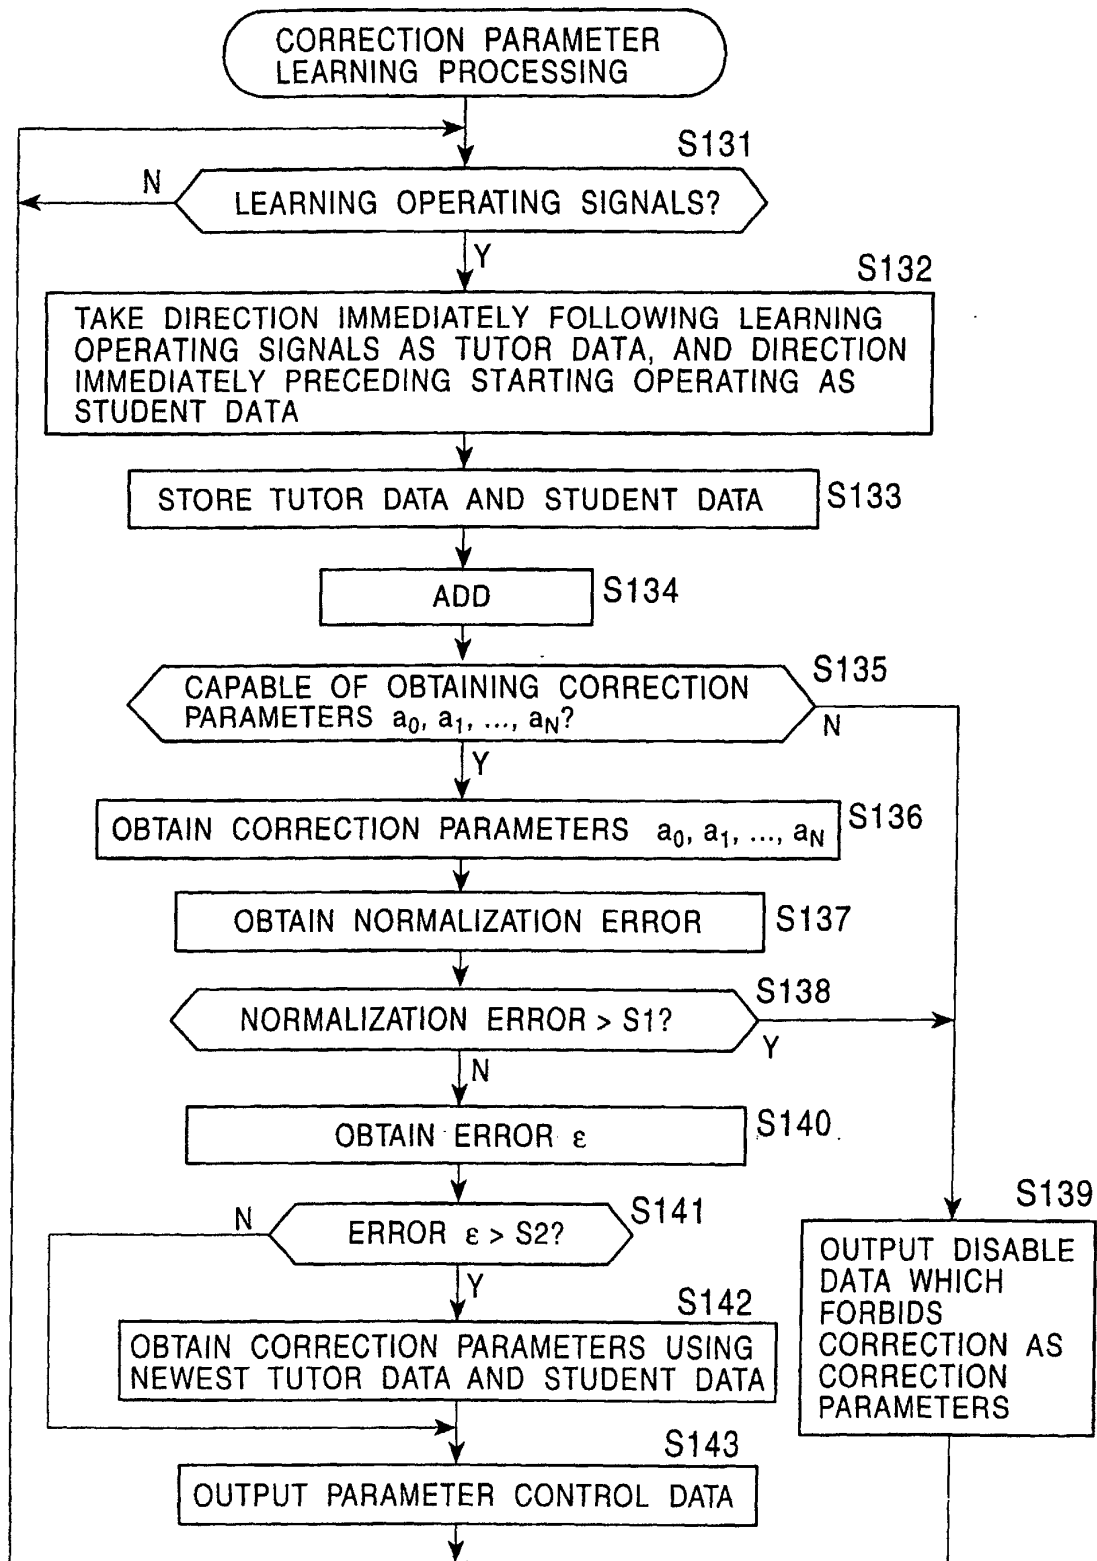 CORRECTION PARAMETER
LEARNING PROCESSING
S131
N
LEARNING OPERATING SIGNALS?
Y
S132
TAKE DIRECTION IMMEDIATELY FOLLOWING LEARNING
OPERATING SIGNALS AS TUTOR DATA, AND DIRECTION
IMMEDIATELY PRECEDING STARTING OPERATING AS
STUDENT DATA
STORE TUTOR DATA AND STUDENT DATA
S133
ADD
S134
S135
CAPABLE OF OBTAINING CORRECTION
PARAMETERS a₀, a₁, ..., a_N?
N
Y
OBTAIN CORRECTION PARAMETERS a₀, a₁, ..., a_N
S136
OBTAIN NORMALIZATION ERROR
S137
S138
NORMALIZATION ERROR > S1?
Y
N
OBTAIN ERROR ε
S140
S139
N
ERROR ε > S2?
S141
Y
OUTPUT DISABLE
DATA WHICH
FORBIDS
CORRECTION AS
CORRECTION
PARAMETERS
S142
OBTAIN CORRECTION PARAMETERS USING
NEWEST TUTOR DATA AND STUDENT DATA
S143
OUTPUT PARAMETER CONTROL DATA